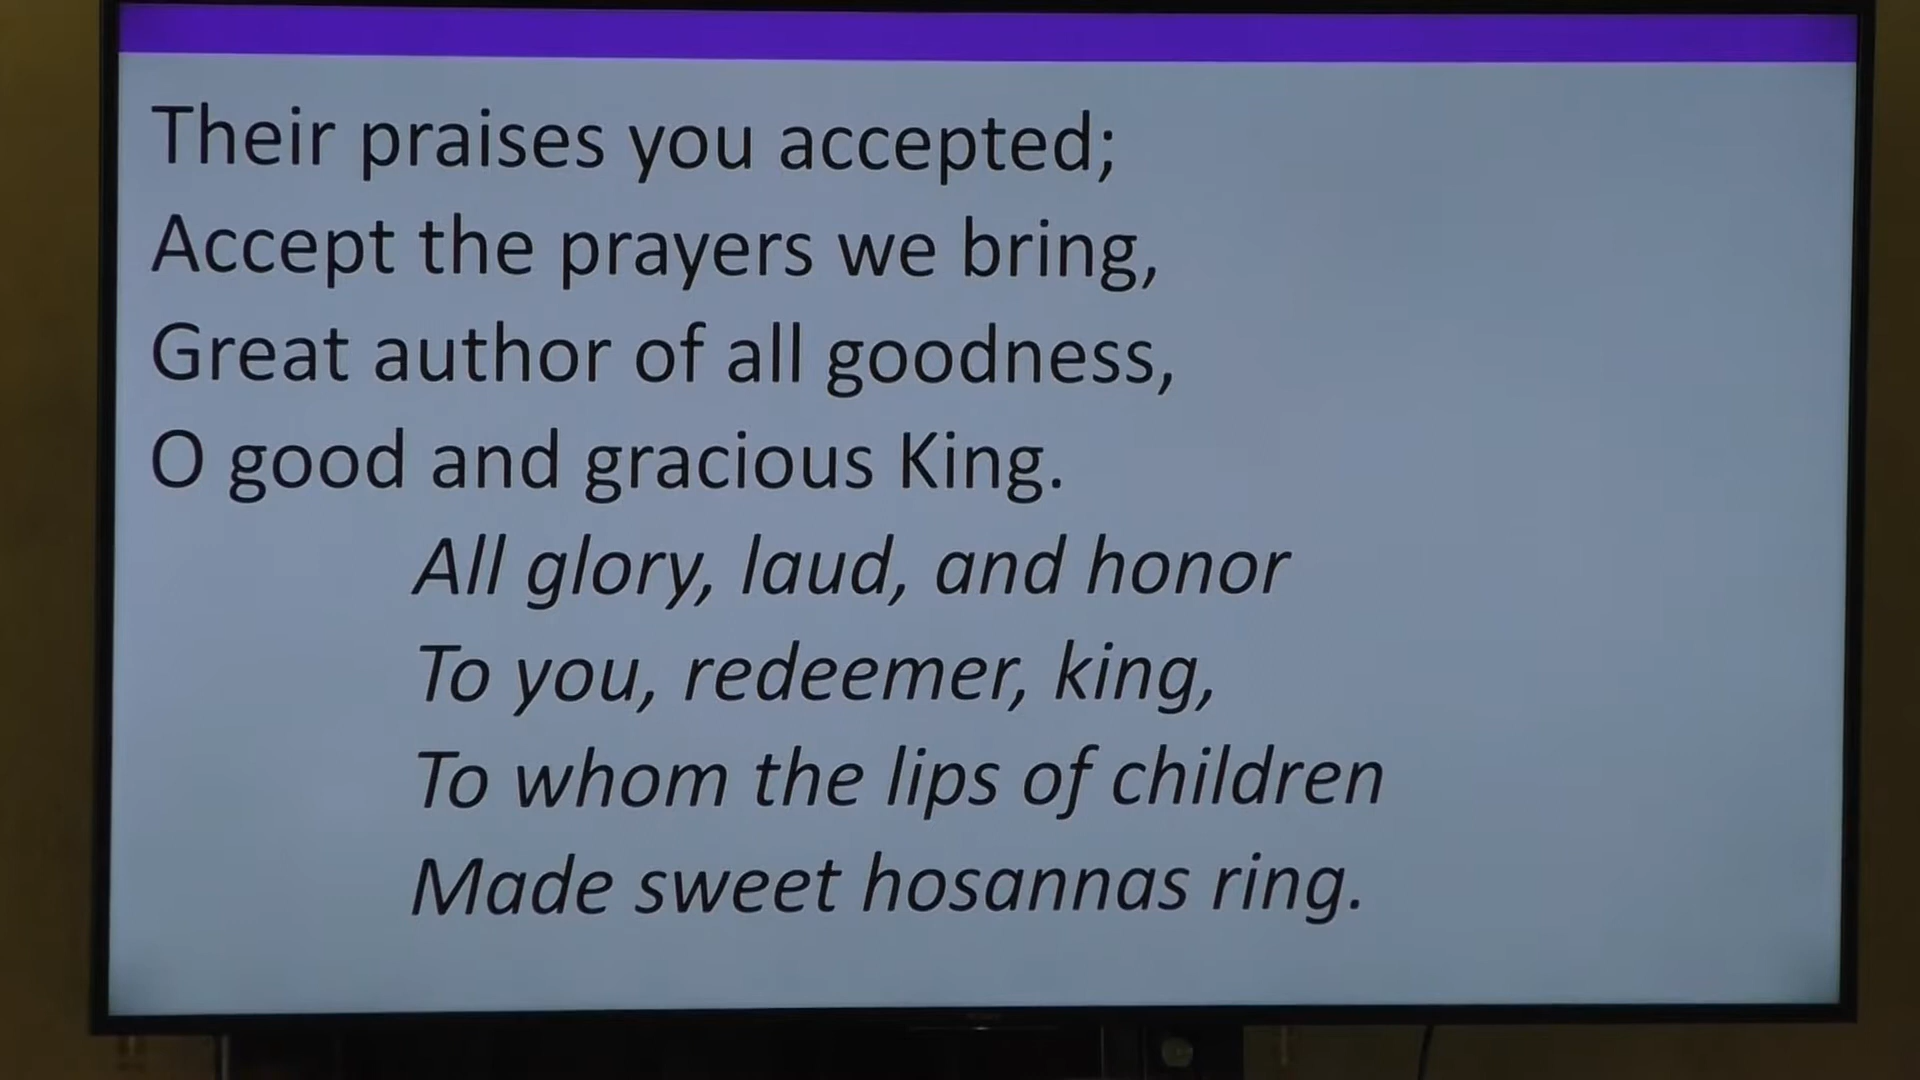 Their praises you accepted;
Accept the prayers we bring,
Great author of all goodness,
O good and gracious King.
All glory, laud, and honor
To you, redeemer, king,
To whom the lips of children
Made sweet hosannas ring.